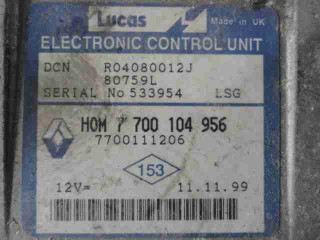 Lucas Made in UK
ELECTRONIC CONTROL UNIT
DCN R04080012J
80759L
SERIAL No 533954 LSG
HOM 7 700 104 956
7700111206
153
12V= 11.11.99